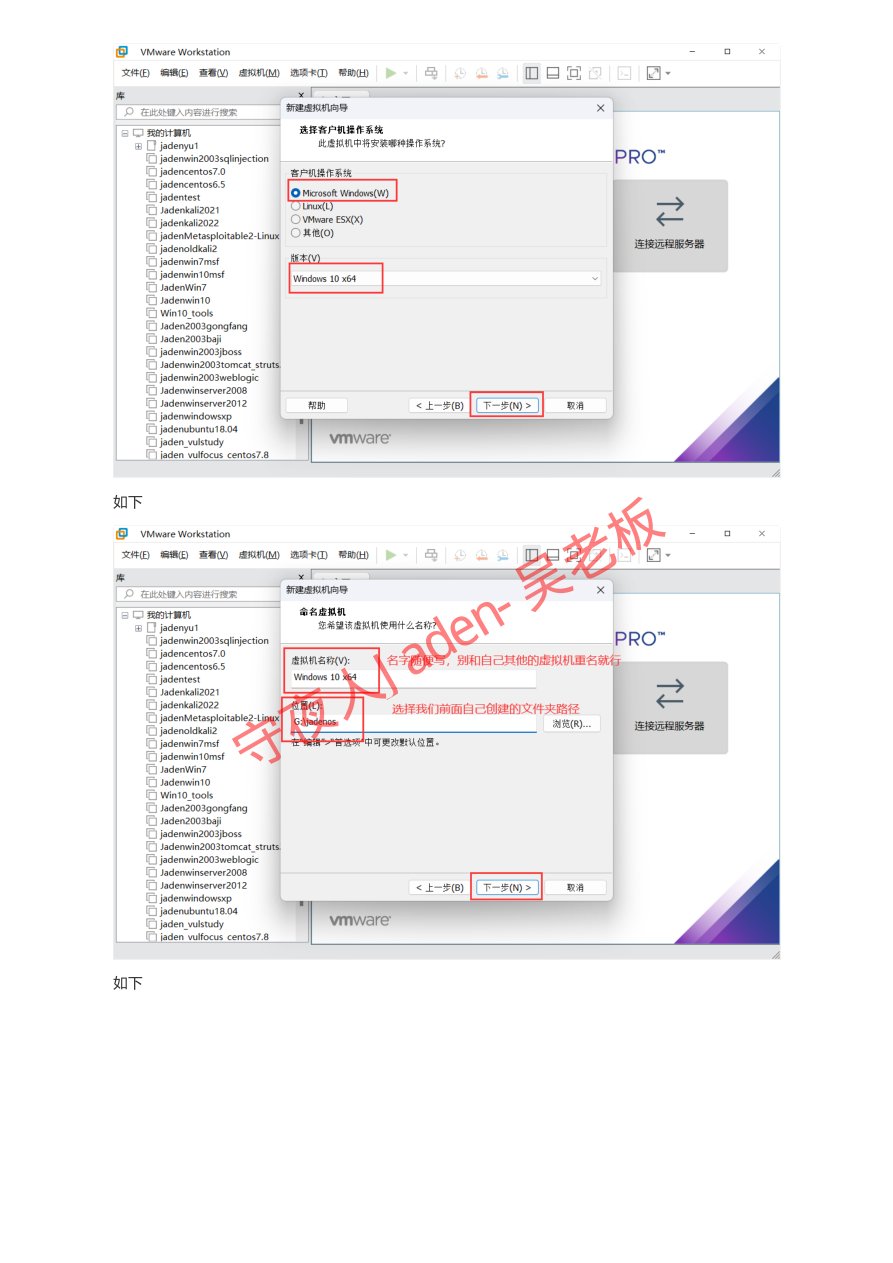 VMware Workstation
文件(F) 编辑(E) 查看(V) 虚拟机(M) 选项卡(T) 帮助(H)
库
在此处键入内容进行搜索
我的计算机
jadenyu1
jadenwin2003sqlinjection
jadencentos7.0
jadencentos6.5
jadentest
Jadenkali2021
jadenkali2022
jadenMetasploitable2-Linux
jadenoldkali2
jadenwin7msf
jadenwin10msf
JadenWin7
Jadenwin10
Win10_tools
Jaden2003gongfang
Jaden2003baji
jadenwin2003jboss
Jadenwin2003tomcat_struts
jadenwin2003weblogic
Jadenwinserver2008
Jadenwinserver2012
jadenwindowsxp
jadenubuntu18.04
jaden_vulstudy
jaden_vulfocus_centos7.8
新建虚拟机向导
选择客户机操作系统
此虚拟机中将安装哪种操作系统?
客户机操作系统
Microsoft Windows(W)
Linux(L)
VMware ESX(X)
其他(O)
版本(V)
Windows 10 x64
帮助 < 上一步(B) 下一步(N) > 取消
PRO™
连接远程服务器
vmware
如下
VMware Workstation
文件(F) 编辑(E) 查看(V) 虚拟机(M) 选项卡(T) 帮助(H)
库
在此处键入内容进行搜索
我的计算机
jadenyu1
jadenwin2003sqlinjection
jadencentos7.0
jadencentos6.5
jadentest
Jadenkali2021
jadenkali2022
jadenMetasploitable2-Linux
jadenoldkali2
jadenwin7msf
jadenwin10msf
JadenWin7
Jadenwin10
Win10_tools
Jaden2003gongfang
Jaden2003baji
jadenwin2003jboss
Jadenwin2003tomcat_struts
jadenwin2003weblogic
Jadenwinserver2008
Jadenwinserver2012
jadenwindowsxp
jadenubuntu18.04
jaden_vulstudy
jaden_vulfocus_centos7.8
新建虚拟机向导
命名虚拟机
您希望该虚拟机使用什么名称?
虚拟机名称(V):
名字随便写，别和自己其他的虚拟机重名就行
Windows 10 x64
位置(L):
选择我们前面自己创建的文件夹路径
G:\jadenos
浏览(R)...
在"编辑">"首选项"中可更改默认位置。
< 上一步(B) 下一步(N) > 取消
PRO™
连接远程服务器
vmware
守夜人Jaden-吴老板
如下